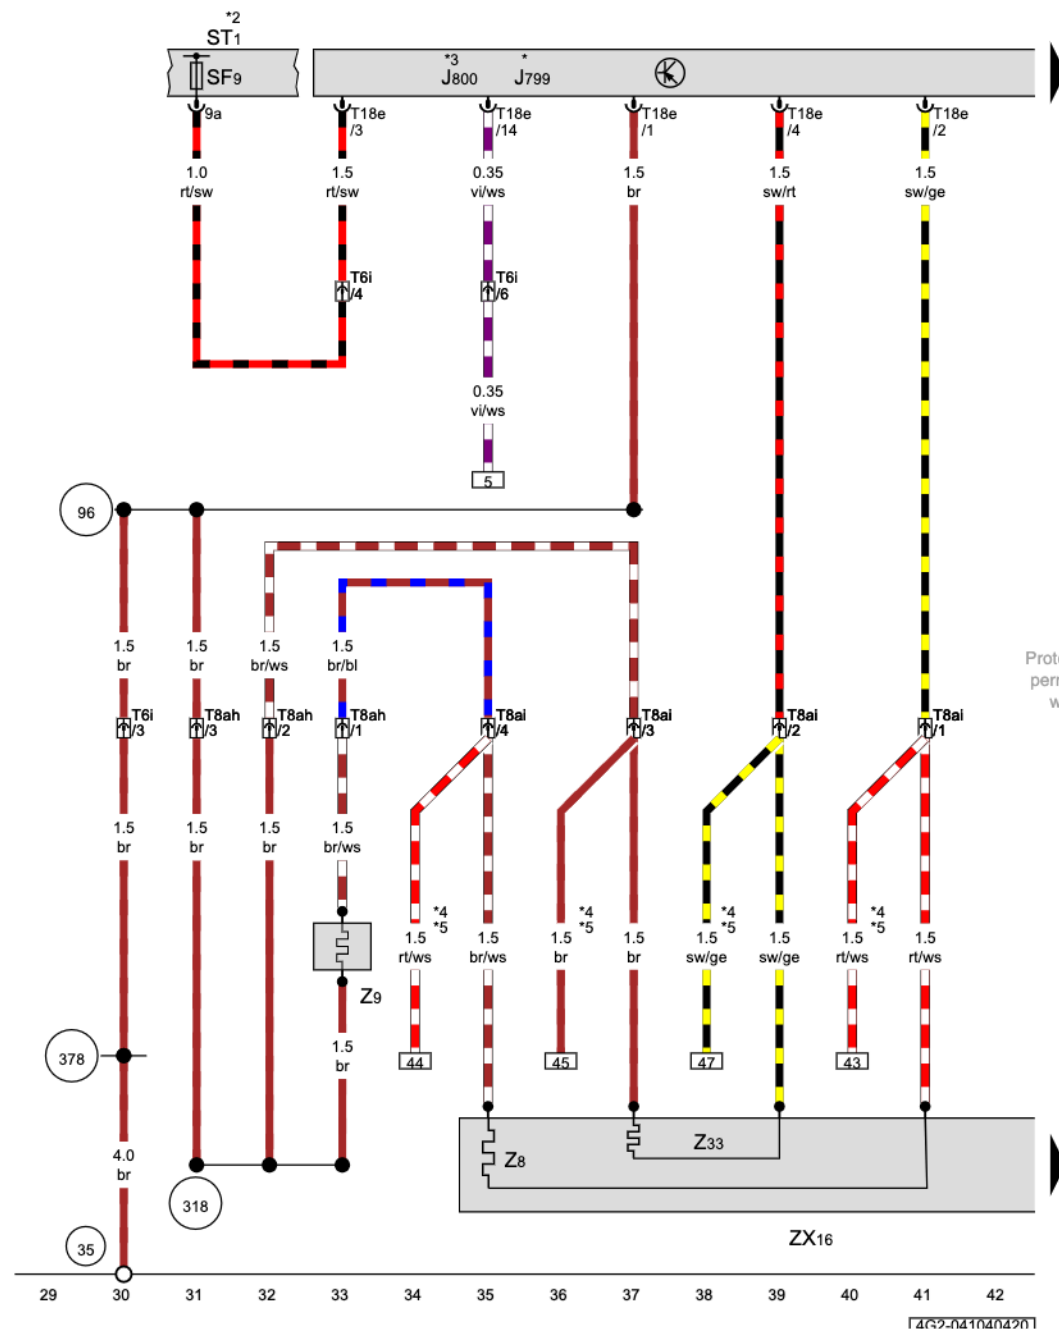 *2
ST1
SF9
*3
J800
*
J799
9a
T18e
/3
T18e
/14
T18e
/1
T18e
/4
T18e
/2
1.0
rt/sw
1.5
rt/sw
0.35
vi/ws
1.5
br
1.5
sw/rt
1.5
sw/ge
T6i
/4
T6i
/6
0.35
vi/ws
5
96
1.5
br
1.5
br
1.5
br/ws
1.5
br/bl
Prote
perm
w
T6i
/3
T8ah
/3
T8ah
/2
T8ah
/1
T8ai
/4
T8ai
/3
T8ai
/2
T8ai
/1
1.5
br
1.5
br
1.5
br
1.5
br/ws
*4
*5
*4
*5
*4
*5
*4
*5
1.5
rt/ws
1.5
br/ws
1.5
br
1.5
br
1.5
sw/ge
1.5
sw/ge
1.5
rt/ws
1.5
rt/ws
Z9
378
1.5
br
44
45
47
43
4.0
br
Z8
Z33
318
35
ZX16
29 30 31 32 33 34 35 36 37 38 39 40 41 42
4G2-041040420